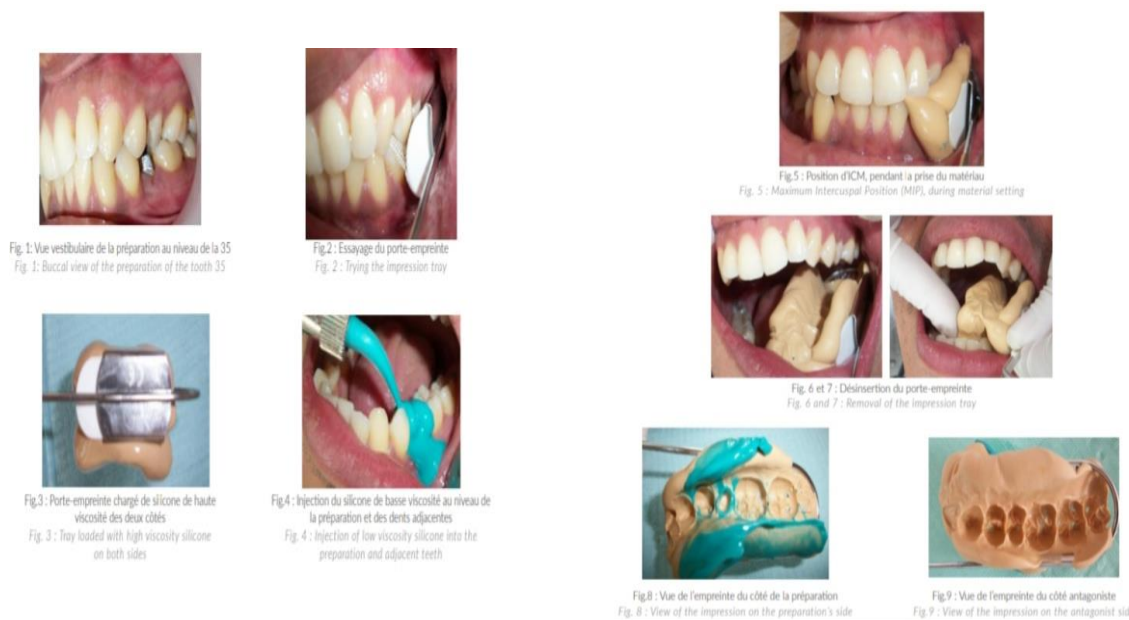 Fig. 1: Vue vestibulaire de la préparation au niveau de la 35
Fig. 1: Buccal view of the preparation of the tooth 35
Fig.2 : Essayage du porte-empreinte
Fig. 2 : Trying the impression tray
Fig.3 : Porte-empreinte chargé de silicone de haute
viscosité des deux côtés
Fig. 3 : Tray loaded with high viscosity silicone
on both sides
Fig.4 : Injection du silicone de basse viscosité au niveau de
la préparation et des dents adjacentes
Fig. 4 : Injection of low viscosity silicone into the
preparation and adjacent teeth
Fig.5 : Position d'ICM, pendant la prise du matériau
Fig. 5 : Maximum Intercuspal Position (MIP), during material setting
Fig. 6 et 7 : Désinsertion du porte-empreinte
Fig. 6 and 7 : Removal of the impression tray
Fig.8 : Vue de l'empreinte du côté de la préparation
Fig. 8 : View of the impression on the preparation's side
Fig.9 : Vue de l'empreinte du côté antagoniste
Fig.9 : View of the impression on the antagonist sid